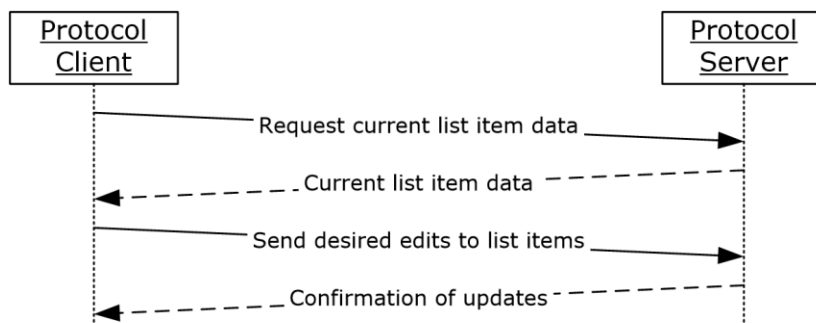 Protocol
Client
Protocol
Server
Request current list item data
Current list item data
Send desired edits to list items
Confirmation of updates